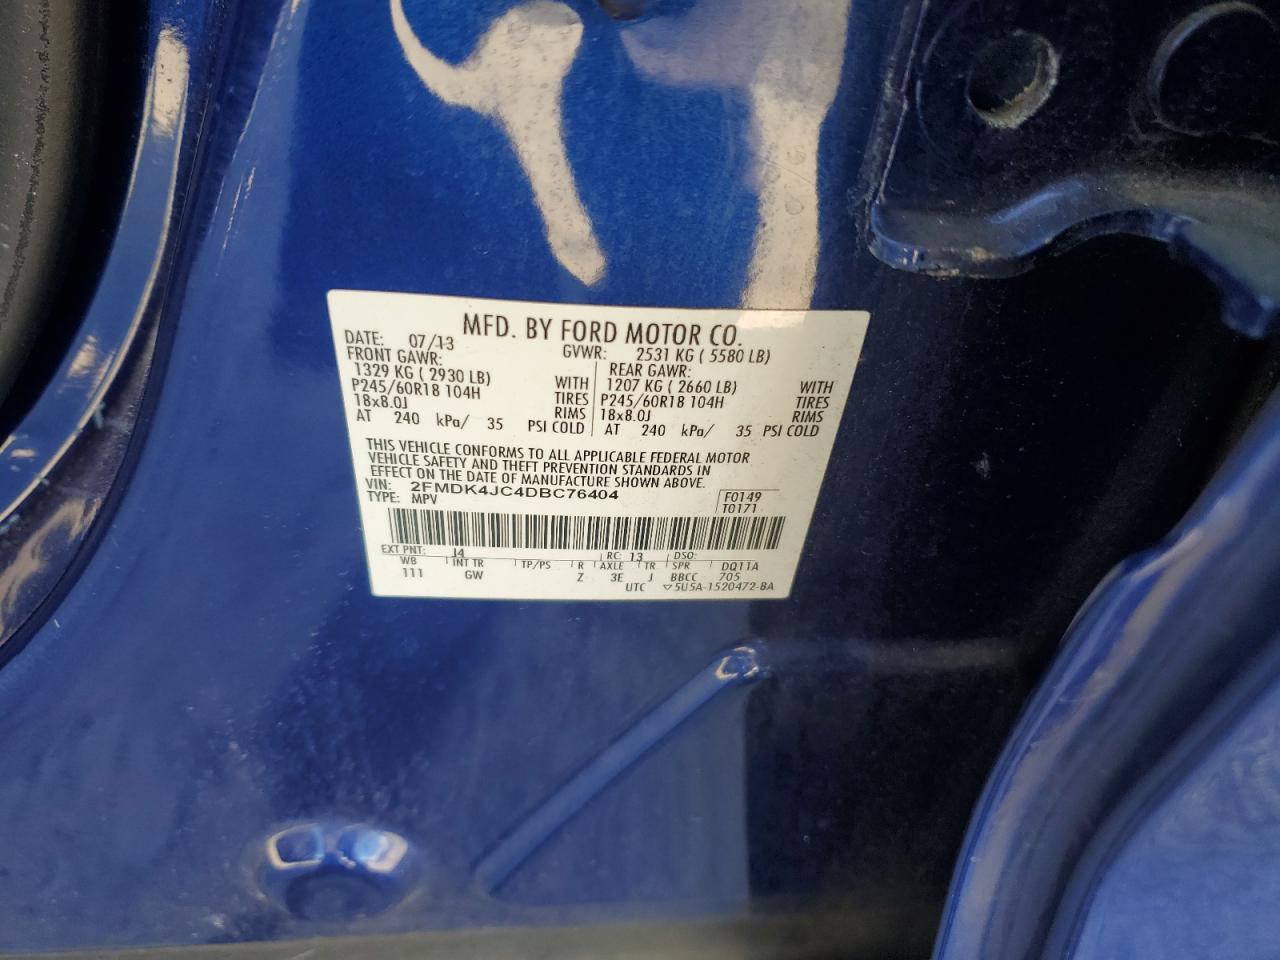 MFD. BY FORD MOTOR CO.
DATE: 07/13 GVWR: 2531 KG ( 5580 LB)
FRONT GAWR: REAR GAWR:
1329 KG ( 2930 LB) WITH 1207 KG ( 2660 LB) WITH
P245/60R18 104H TIRES P245/60R18 104H TIRES
18x8.0J RIMS 18x8.0J RIMS
AT 240 kPa/ 35 PSI COLD AT 240 kPa/ 35 PSI COLD
THIS VEHICLE CONFORMS TO ALL APPLICABLE FEDERAL MOTOR
VEHICLE SAFETY AND THEFT PREVENTION STANDARDS IN
EFFECT ON THE DATE OF MANUFACTURE SHOWN ABOVE.
VIN: 2FMDK4JC4DBC76404 F0149
TYPE: MPV T0171
EXT PNT: J4 RC: 13 DSO:
WB INT TR TP/PS R AXLE TR SPR DQ11A
111 GW Z 3E J BBCC 705
UTC ▽5U5A-1520472-BA